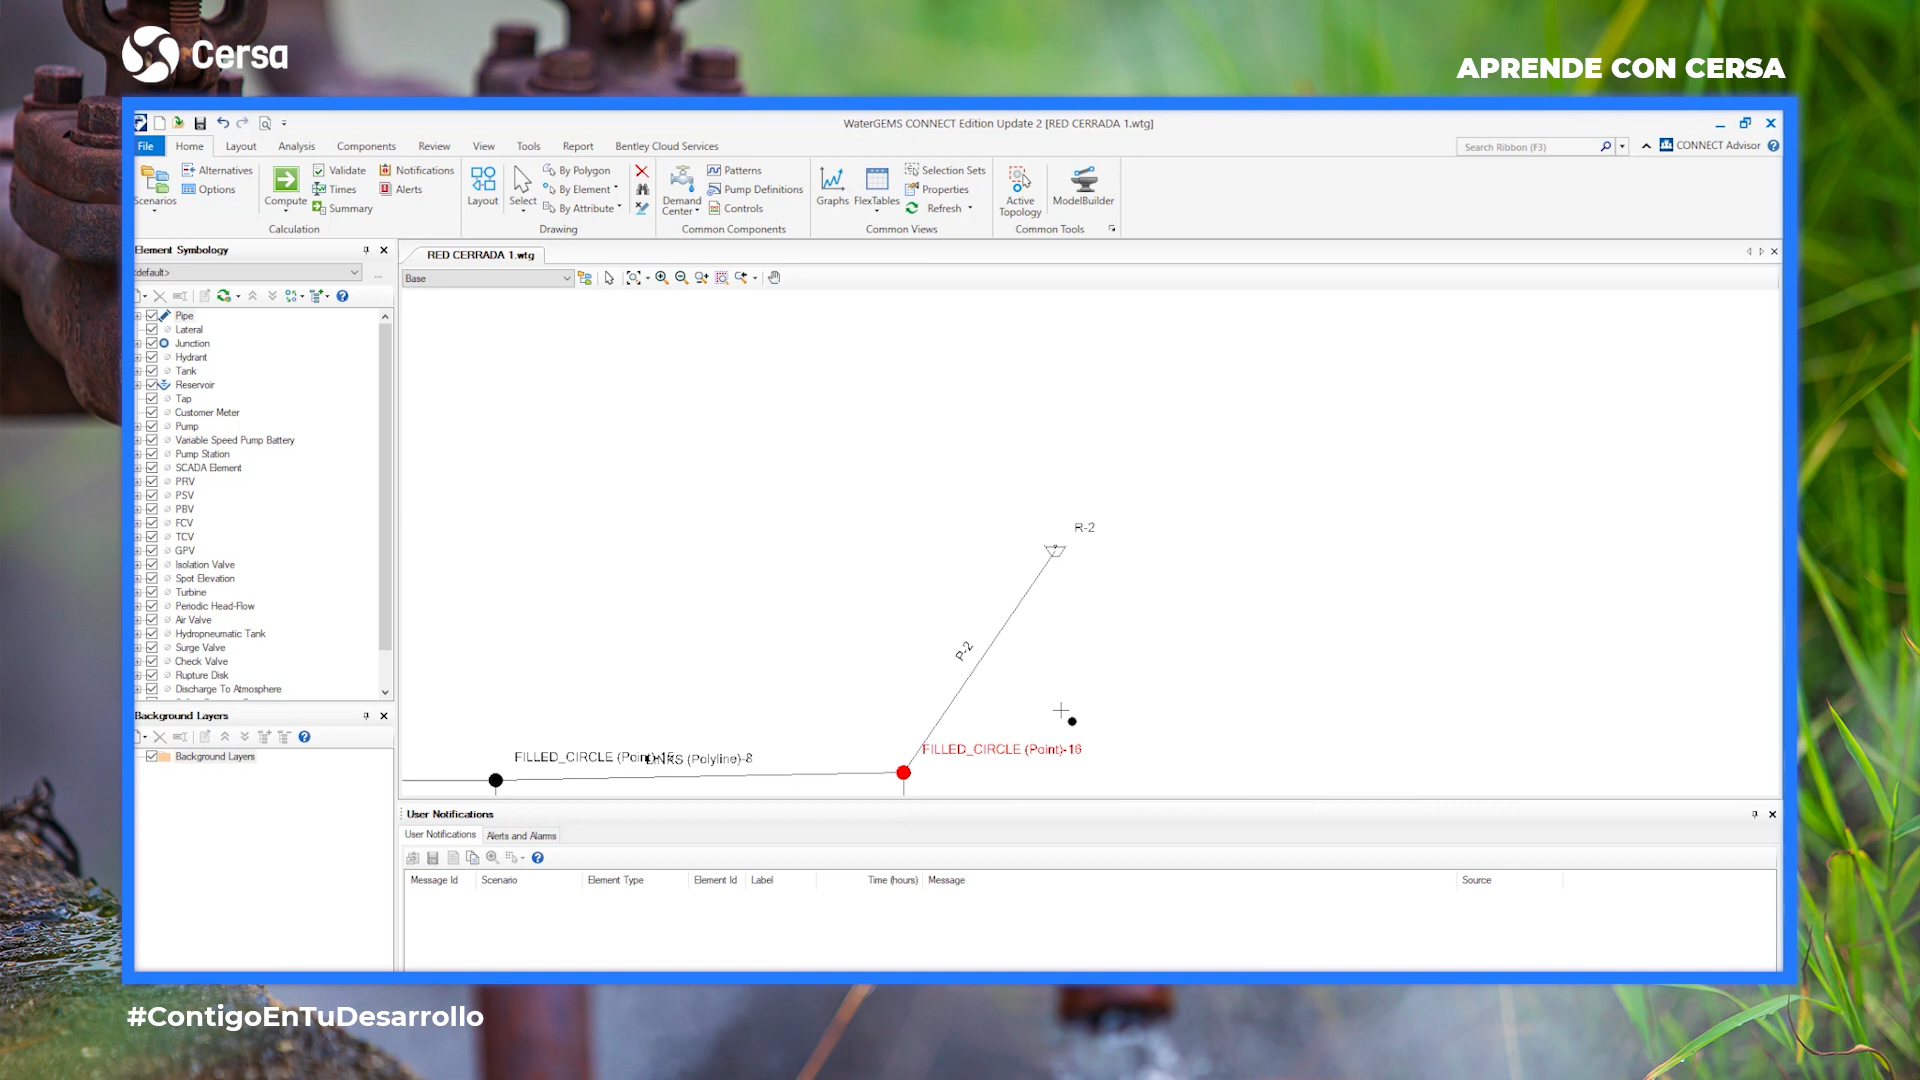 Cersa
APRENDE CON CERSA
WaterGEMS CONNECT Edition Update 2 [RED CERRADA 1.wtg]
File Home Layout Analysis Components Review View Tools Report Bentley Cloud Services
Search Ribbon (F3)
CONNECT Advisor
Scenarios
Alternatives
Options
Compute
Validate
Times
Summary
Notifications
Alerts
Calculation
Layout
Select
By Polygon
By Element
By Attribute
Drawing
Demand Center
Patterns
Pump Definitions
Controls
Common Components
Graphs
FlexTables
Selection Sets
Properties
Refresh
Common Views
Active Topology
ModelBuilder
Common Tools
Element Symbology
<default>
Pipe
Lateral
Junction
Hydrant
Tank
Reservoir
Tap
Customer Meter
Pump
Variable Speed Pump Battery
Pump Station
SCADA Element
PRV
PSV
PBV
FCV
TCV
GPV
Isolation Valve
Spot Elevation
Turbine
Periodic Head-Flow
Air Valve
Hydropneumatic Tank
Surge Valve
Check Valve
Rupture Disk
Discharge To Atmosphere
Background Layers
Background Layers
RED CERRADA 1.wtg
Base
R-2
P-2
FILLED_CIRCLE (Point)-15
LINKS (Polyline)-8
FILLED_CIRCLE (Point)-16
User Notifications
User Notifications Alerts and Alarms
Message Id Scenario Element Type Element Id Label Time (hours) Message Source
#ContigoEnTuDesarrollo